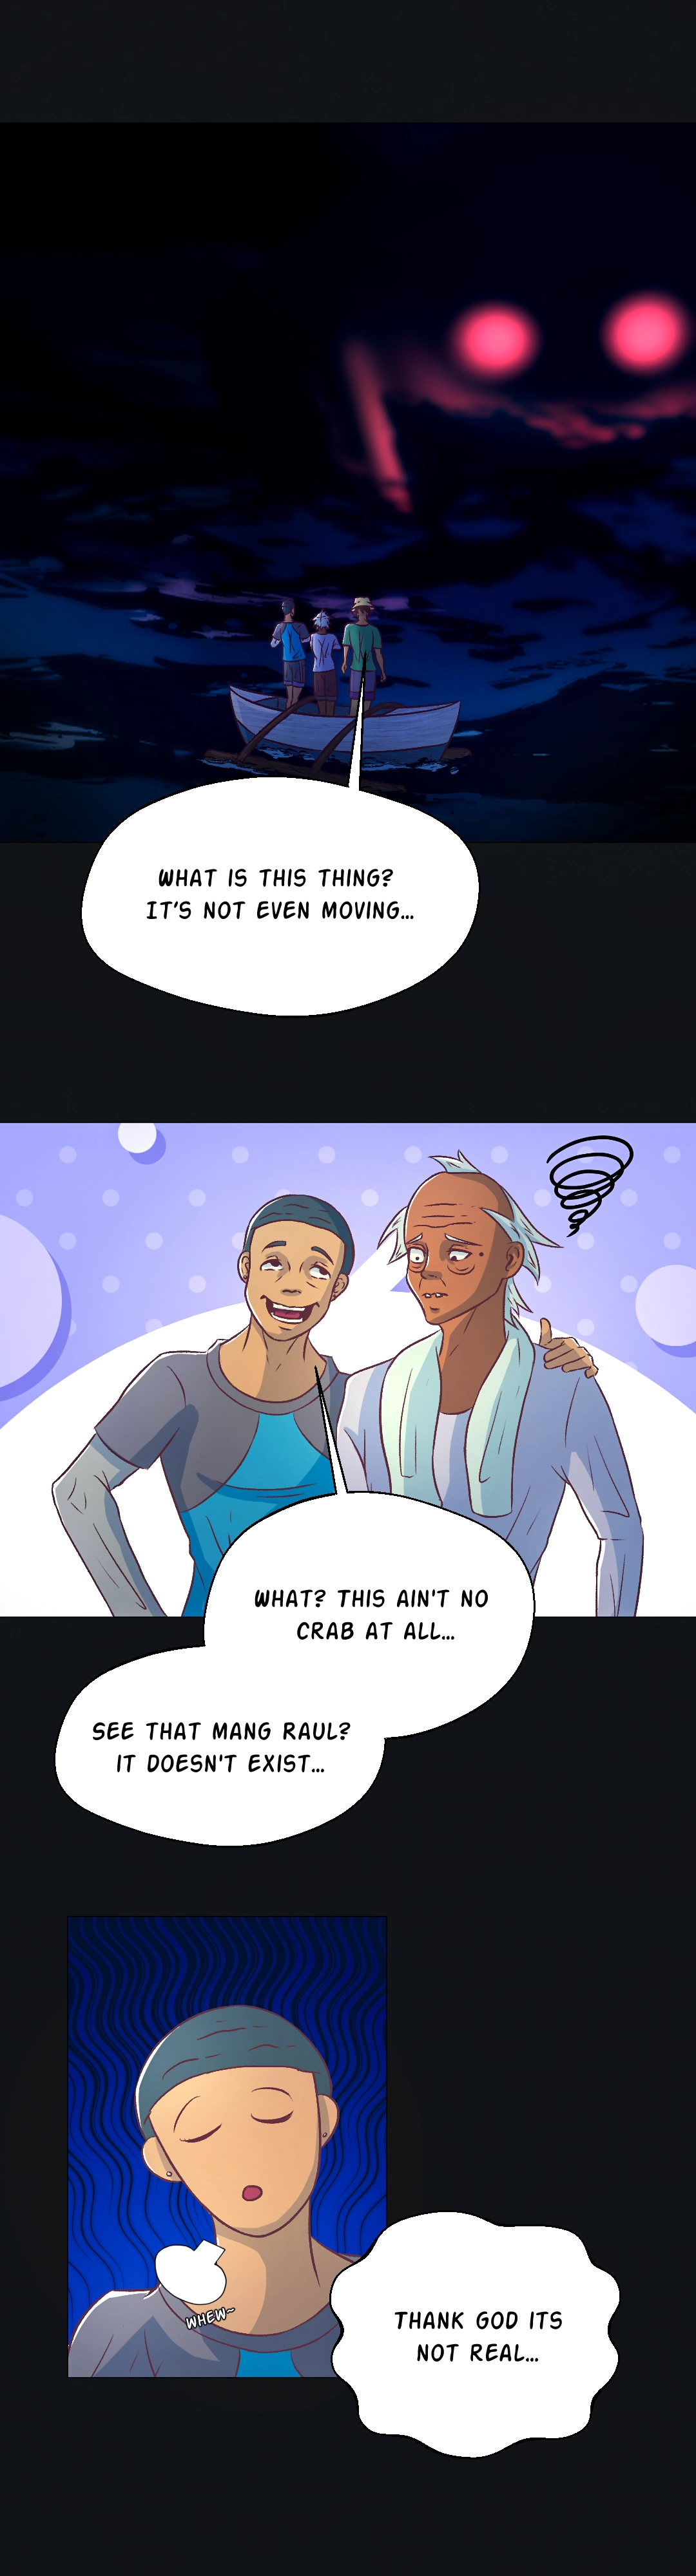 WHAT IS THIS THING?
IT'S NOT EVEN MOVING...
WHAT? THIS AIN'T NO
CRAB AT ALL...
SEE THAT MANG RAUL?
IT DOESN'T EXIST...
WHEW~
THANK GOD ITS
NOT REAL...